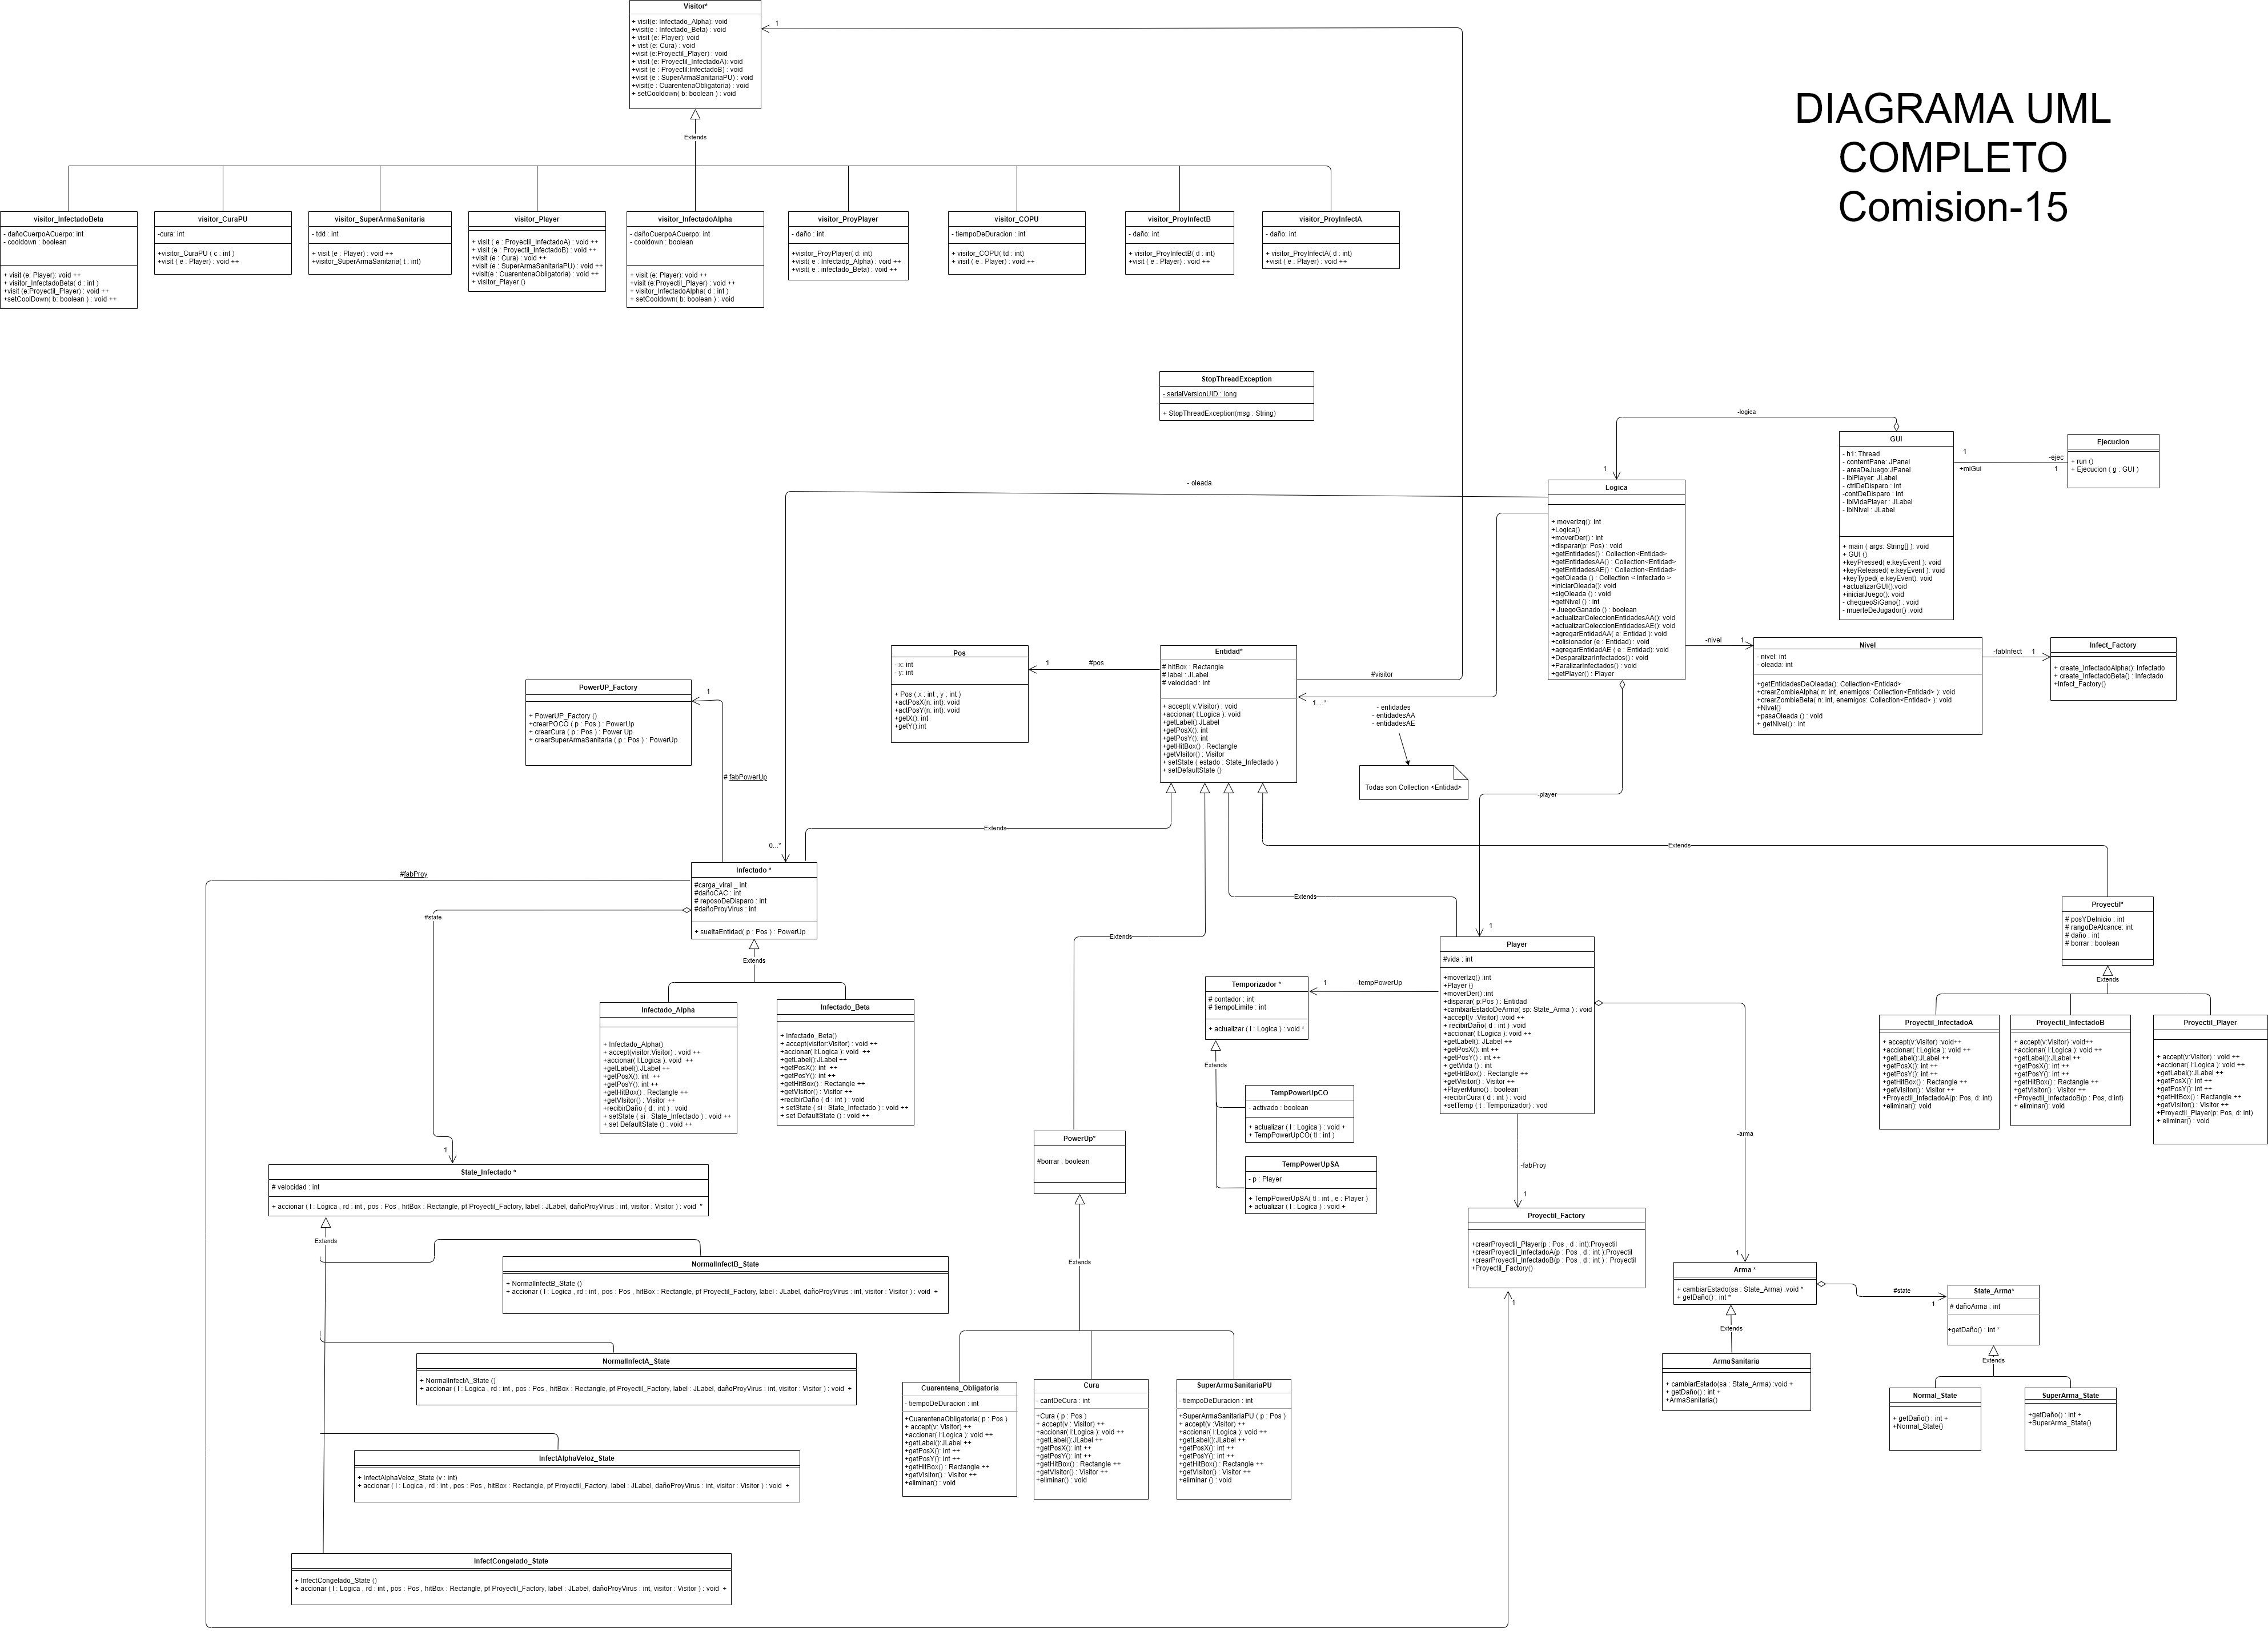 Visitor*
+ visit(e: Infectado_Alpha): void
+visit(e : Infectado_Beta) : void
+ visit (e: Player): void
+ vist (e: Cura) : void
+visit (e:Proyectil_Player) : void
+ visit (e: Proyectil_InfectadoA): void
+visit (e : Proyectil:InfectadoB) : void
+visit (e : SuperArmaSanitariaPU) : void
+visit(e : CuarentenaObligatoria) : void
+ setCooldown( b: boolean ) : void
1
Extends
DIAGRAMA UML
COMPLETO
Comision-15
visitor_InfectadoBeta
- dañoCuerpoACuerpo: int
- cooldown : boolean
+ visit (e: Player): void ++
+ visitor_InfectadoBeta( d : int )
+visit (e:Proyectil_Player) : void ++
+setCoolDown( b: boolean ) : void ++
visitor_CuraPU
-cura: int
+visitor_CuraPU ( c : int )
+visit ( e : Player) : void ++
visitor_SuperArmaSanitaria
- tdd : int
+ visit (e : Player) : void ++
+visitor_SuperArmaSanitaria( t : int)
visitor_Player
+ visit ( e : Proyectil_InfectadoA) : void ++
+ visit (e : Proyectil_InfectadoB) : void ++
+visit (e : Cura) : void ++
+visit (e : SuperArmaSanitariaPU) : void ++
+visit(e : CuarentenaObligatoria) : void ++
+ visitor_Player ()
visitor_InfectadoAlpha
- dañoCuerpoACuerpo: int
- cooldown : boolean
+ visit (e: Player): void ++
+visit (e:Proyectil_Player) : void ++
+ visitor_InfectadoAlpha( d : int )
+ setCooldown( b: boolean ) : void
visitor_ProyPlayer
- daño : int
+visitor_ProyPlayer( d: int)
+visit( e : Infectadp_Alpha) : void ++
+visit( e : infectado_Beta) : void ++
visitor_COPU
- tiempoDeDuracion : int
+ visitor_COPU( td : int)
+ visit ( e : Player) : void ++
visitor_ProyInfectB
- daño: int
+ visitor_ProyInfectB( d : int)
+visit ( e : Player) : void ++
visitor_ProyInfectA
- daño: int
+ visitor_ProyInfectA( d : int)
+visit ( e : Player) : void ++
StopThreadException
- serialVersionUID : long
+ StopThreadException(msg : String)
-logica
1
GUI
- h1: Thread
- contentPane: JPanel
- areaDeJuego:JPanel
- lblPlayer: JLabel
- ctrlDeDisparo : int
-contDeDisparo : int
- lblVidaPlayer : JLabel
- lblNivel : JLabel
+ main ( args: String[] ): void
+ GUI ()
+keyPressed ( e:keyEvent ): void
+keyReleased ( e:keyEvent ): void
+keyTyped( e:keyEvent): void
+actualizarGUI():void
+iniciarJuego(): void
- chequeoSiGano() : void
- muerteDeJugador() :void
1
+miGui
-ejec
1
Ejecucion
+ run ()
+ Ejecucion ( g : GUI )
- oleada
Logica
+ moverIzq(): int
+Logica()
+moverDer() : int
+disparar(p: Pos) : void
+getEntidades() : Collection<Entidad>
+getEntidadesAA() : Collection<Entidad>
+getEntidadesAE() : Collection<Entidad>
+getOleada () : Collection < Infectado >
+iniciarOleada(): void
+sigOleada () : void
+getNivel () : int
+ JuegoGanado () : boolean
+actualizarColeccionEntidadesAA(): void
+actualizarColeccionEntidadesAE(): void
+agregarEntidadAA( e: Entidad ): void
+colisionador (e : Entidad) : void
+agregarEntidadAE ( e : Entidad): void
+DesparalizarInfectados() : void
+ParalizarInfectados() : void
+getPlayer() : Player
-nivel
1
Nivel
- nivel: int
- oleada: int
+getEntidadesDeOleada(): Collection<Entidad>
+crearZombieAlpha( n: int, enemigos: Collection<Entidad> ): void
+crearZombieBeta( n: int, enemigos: Collection<Entidad> ): void
+Nivel()
+pasaOleada () : void
+ getNivel() : int
-fabInfect
1
Infect_Factory
+ create_InfectadoAlpha(): Infectado
+ create_InfectadoBeta() : Infectado
+Infect_Factory()
Pos
- x: int
- y: int
+ Pos ( x : int , y : int )
+actPosX(n: int): void
+actPosY(n: int): void
+getX(): int
+getY():int
1
#pos
Entidad*
# hitBox : Rectangle
# label : JLabel
# velocidad : int
+ accept( v:Visitor) : void
+accionar( l:Logica ): void
+getLabel():JLabel
+getPosX(): int
+getPosY(): int
+getHitBox() : Rectangle
+getVIsitor() : Visitor
+ setState ( estado : State_Infectado )
+ setDefaultState ()
#visitor
1...*
- entidades
- entidadesAA
- entidadesAE
Todas son Collection <Entidad>
-player
PowerUP_Factory
+ PowerUP_Factory ()
+crearPOCO ( p : Pos ) : PowerUp
+ crearCura ( p : Pos ) : Power Up
+ crearSuperArmaSanitaria ( p : Pos ) : PowerUp
1
# fabPowerUp
Extends
0...*
Extends
#fabProy
Infectado *
#carga_viral _ int
#dañoCAC : int
# reposoDeDisparo : int
#dañoProyVirus : int
+ sueltaEntidad( p : Pos ) : PowerUp
#state
Extends
Extends
Extends
1
Proyectil*
# posYDeInicio : int
# rangoDeAlcance: int
# daño : int
# borrar : boolean
Extends
Infectado_Alpha
+ Infectado_Alpha()
+ accept(visitor:Visitor) : void ++
+accionar( l:Logica ): void  ++
+getLabel():JLabel ++
+getPosX(): int  ++
+getPosY(): int ++
+getHitBox() : Rectangle ++
+getVIsitor() : Visitor ++
+recibirDaño ( d : int ) : void
+ setState ( si : State_Infectado ) : void ++
+ set DefaultState () : void ++
Infectado_Beta
+ Infectado_Beta()
+ accept(visitor:Visitor) : void ++
+accionar( l:Logica ): void  ++
+getLabel():JLabel ++
+getPosX(): int  ++
+getPosY(): int ++
+getHitBox() : Rectangle ++
+getVIsitor() : Visitor ++
+recibirDaño ( d : int ) : void
+ setState ( si : State_Infectado ) : void ++
+ set DefaultState () : void ++
Temporizador *
# contador : int
# tiempoLimite : int
+ actualizar ( l : Logica ) : void *
1
-tempPowerUp
Player
#vida : int
+moverIzq() :int
+Player ()
+moverDer() :int
+disparar( p:Pos ) : Entidad
+cambiarEstadoDeArma( sp: State_Arma ) : void
+accept(v :Visitor) :void ++
+ recibirDaño( d : int ) :void
+accionar( l:Logica ): void ++
+getLabel(): JLabel ++
+getPosX(): int ++
+getPosY() : int ++
+ getVida () : int
+getHitBox() : Rectangle ++
+getVisitor() : Visitor ++
+PlayerMurio() : boolean
+recibirCura ( d : int ) : void
+setTemp ( t : Temporizador) : vod
Proyectil_InfectadoA
+ accept(v:Visitor) :void++
+accionar( l:Logica ): void ++
+getLabel():JLabel ++
+getPosX(): int ++
+getPosY(): int ++
+getHitBox() : Rectangle ++
+getVIsitor() : Visitor ++
+Proyectil_InfectadoA(p: Pos, d: int)
+eliminar(): void
Proyectil_InfectadoB
+ accept(v:Visitor) :void++
+accionar( l:Logica ): void ++
+getLabel():JLabel ++
+getPosX(): int ++
+getPosY(): int ++
+getHitBox() : Rectangle ++
+getVIsitor() : Visitor ++
+Proyectil_InfectadoB(p: Pos, d:int)
+ eliminar(): void
Proyectil_Player
+ accept(v:Visitor) : void ++
+accionar( l:Logica ): void ++
+getLabel():JLabel ++
+getPosX(): int ++
+getPosY(): int ++
+getHitBox() : Rectangle ++
+getVIsitor() : Visitor ++
+Proyectil_Player(p: Pos, d: int)
+ eliminar() : void
Extends
TempPowerUpCO
- activado : boolean
+ actualizar ( l : Logica ) : void +
+ TempPowerUpCO( tl : int )
TempPowerUpSA
- p : Player
+ TempPowerUpSA( tl : int , e : Player )
+ actualizar ( l : Logica ) : void +
PowerUp*
#borrar : boolean
Extends
-arma
-fabProy
1
1
State_Infectado *
# velocidad : int
+ accionar ( l : Logica , rd : int , pos : Pos , hitBox : Rectangle, pf Proyectil_Factory, label : JLabel, dañoProyVIrus : int, visitor : Visitor ) : void  *
Extends
Proyectil_Factory
+crearProyectil_Player(p : Pos , d : int):Proyectil
+crearProyectil_InfectadoA(p : Pos , d : int ):Proyectil
+crearProyectil_InfectadoB(p : Pos , d : int ) : Proyectil
+Proyectil_Factory()
1
NormalInfectB_State
+ NormalInfectB_State ()
+ accionar ( l : Logica , rd : int , pos : Pos , hitBox : Rectangle, pf Proyectil_Factory, label : JLabel, dañoProyVirus : int, visitor : Visitor ) : void  +
1
Arma *
+ cambiarEstado(sa : State_Arma) :void *
+ getDaño() : int *
#state
1
State_Arma*
# dañoArma : int
+getDaño() : int *
Extends
Extends
NormalInfectA_State
+ NormalInfectA_State ()
+ accionar ( l : Logica , rd : int , pos : Pos , hitBox : Rectangle, pf Proyectil_Factory, label : JLabel, dañoProyVirus : int, visitor : Visitor ) : void  +
ArmaSanitaria
+ cambiarEstado(sa : State_Arma) :void +
+ getDaño() : int +
+ArmaSanitaria()
Normal_State
+ getDaño() : int +
+Normal_State()
SuperArma_State
+getDaño() : int +
+SuperArma_State()
Cuarentena_Obligatoria
- tiempoDeDuracion : int
+CuarentenaObligatoria( p : Pos )
+ accept(v: Visitor) ++
+accionar( l:Logica ): void ++
+getLabel():JLabel ++
+getPosX(): int ++
+getPosY(): int ++
+getHitBox() : Rectangle ++
+getVIsitor() : Visitor ++
+eliminar() : void
Cura
- cantDeCura : int
+Cura ( p : Pos )
+ accept(v : Visitor) ++
+accionar( l:Logica ): void ++
+getLabel():JLabel ++
+getPosX(): int ++
+getPosY(): int ++
+getHitBox() : Rectangle ++
+getVIsitor() : Visitor ++
+eliminar() : void
SuperArmaSanitariaPU
- tiempoDeDuracion : int
+SuperArmaSanitariaPU ( p : Pos )
+ accept(v :Visitor) ++
+accionar( l:Logica ): void ++
+getLabel():JLabel ++
+getPosX(): int ++
+getPosY(): int ++
+getHitBox() : Rectangle ++
+getVIsitor() : Visitor ++
+eliminar () : void
InfectAlphaVeloz_State
+ InfectAlphaVeloz_State (v : int)
+ accionar ( l : Logica , rd : int , pos : Pos , hitBox : Rectangle, pf Proyectil_Factory, label : JLabel, dañoProyVirus : int, visitor : Visitor ) : void  +
InfectCongelado_State
+ InfectCongelado_State ()
+ accionar ( l : Logica , rd : int , pos : Pos , hitBox : Rectangle, pf Proyectil_Factory, label : JLabel, dañoProyVirus : int, visitor : Visitor ) : void  +